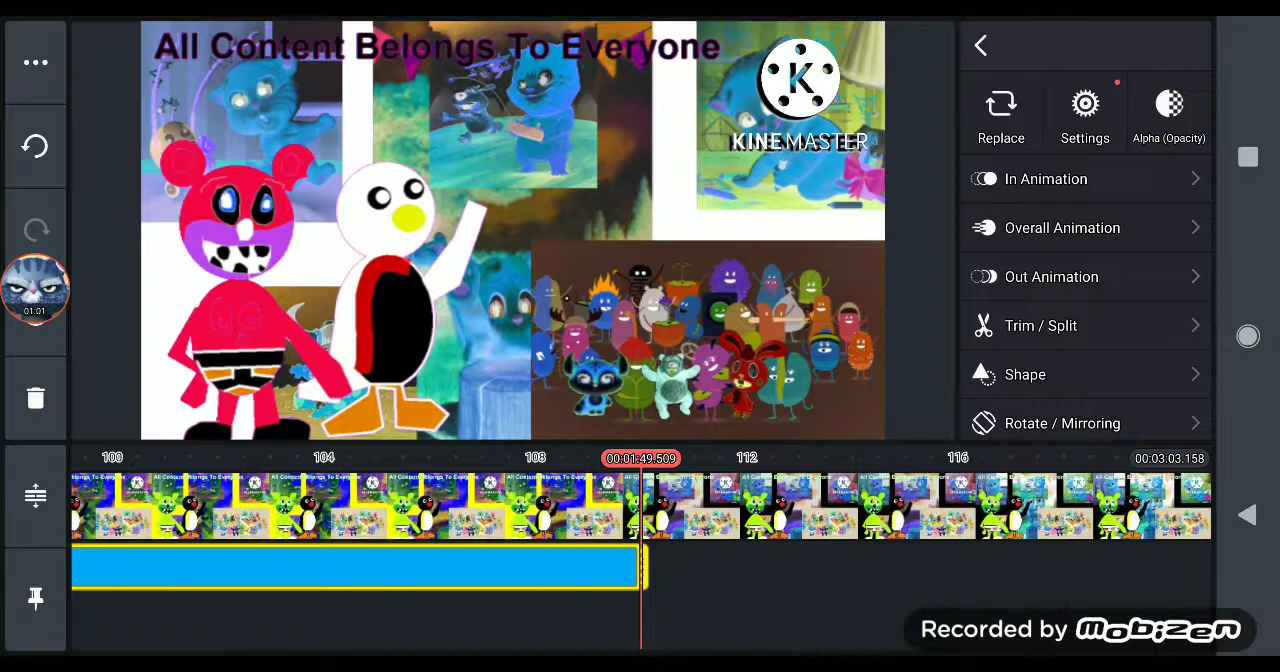 All Content Belongs To Everyone
K
KINEMASTER
Replace
Settings
Alpha (Opacity)
In Animation
Overall Animation
Out Animation
Trim / Split
Shape
Rotate / Mirroring
01:01
100
104
108
00:01:49.509
112
116
00:03:03.158
Recorded by mobizen